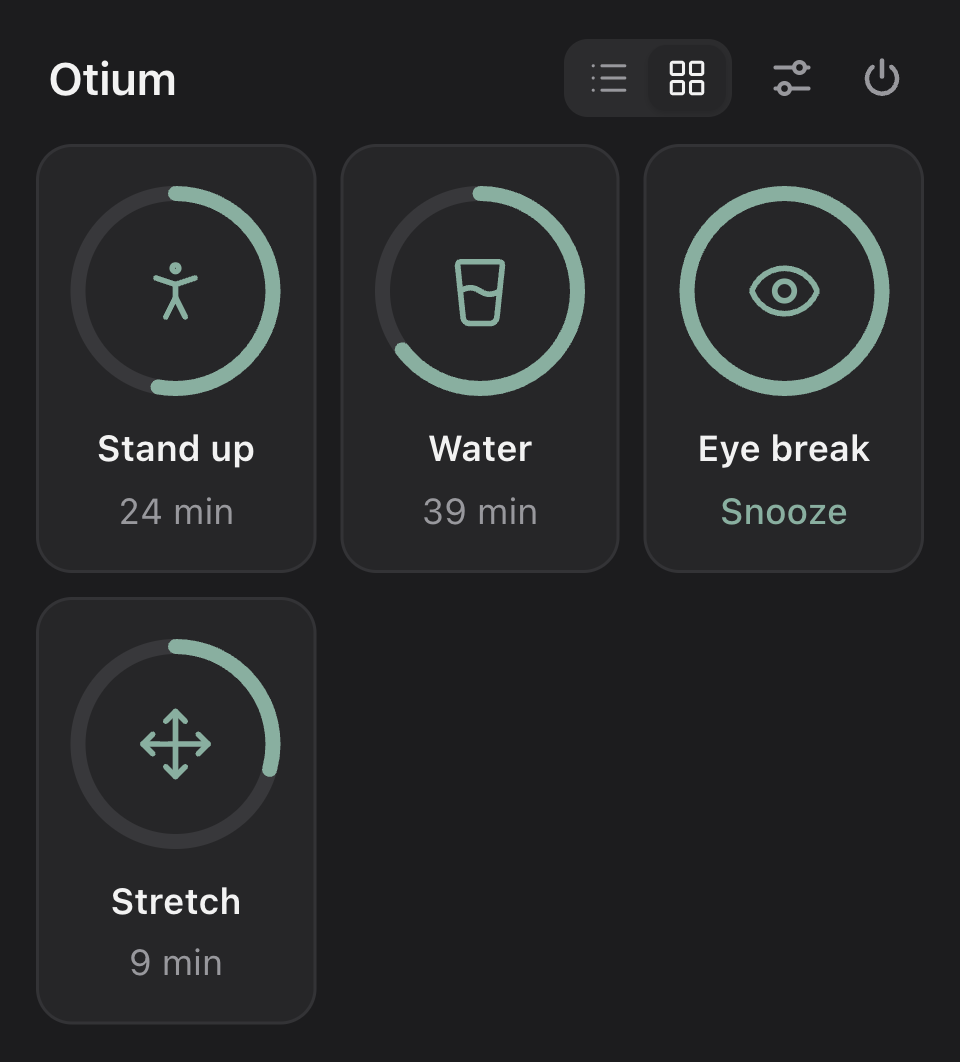 Otium
Stand up
24 min
Water
39 min
Eye break
Snooze
Stretch
9 min